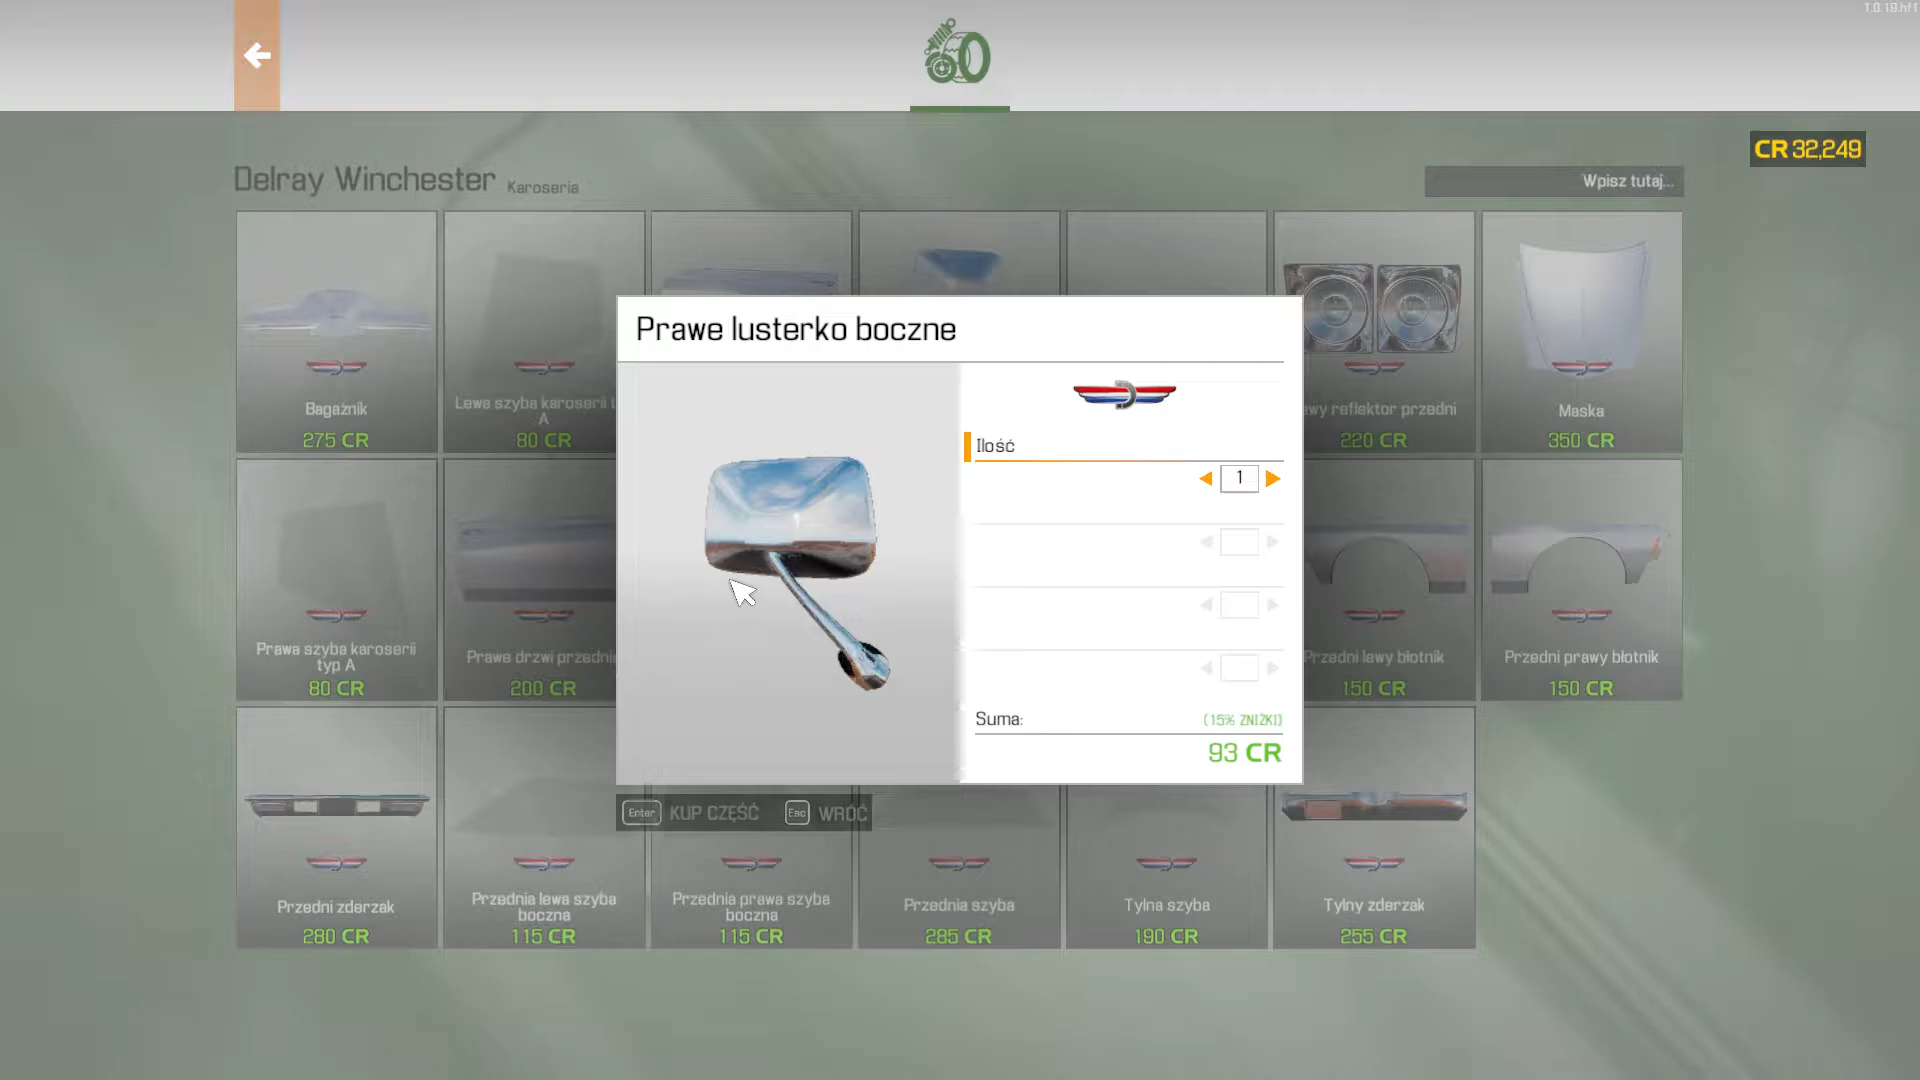 1.0.19.hf1
CR 32,249
Delray Winchester Karoseria
Wpisz tutaj...
Bagażnik
275 CR
Lewa szyba karoserii t
A
80 CR
wy reflektor przedni
220 CR
Maska
350 CR
Prawe lusterko boczne
Ilość
1
Suma:
(15% ZNIŻKI)
93 CR
Enter KUP CZĘŚĆ Esc WRÓĆ
Prawa szyba karoserii
typ A
80 CR
Prawe drzwi przednie
200 CR
Przedni lewy błotnik
150 CR
Przedni prawy błotnik
150 CR
Przedni zderzak
280 CR
Przednia lewa szyba
boczna
115 CR
Przednia prawa szyba
boczna
115 CR
Przednia szyba
285 CR
Tylna szyba
190 CR
Tylny zderzak
255 CR